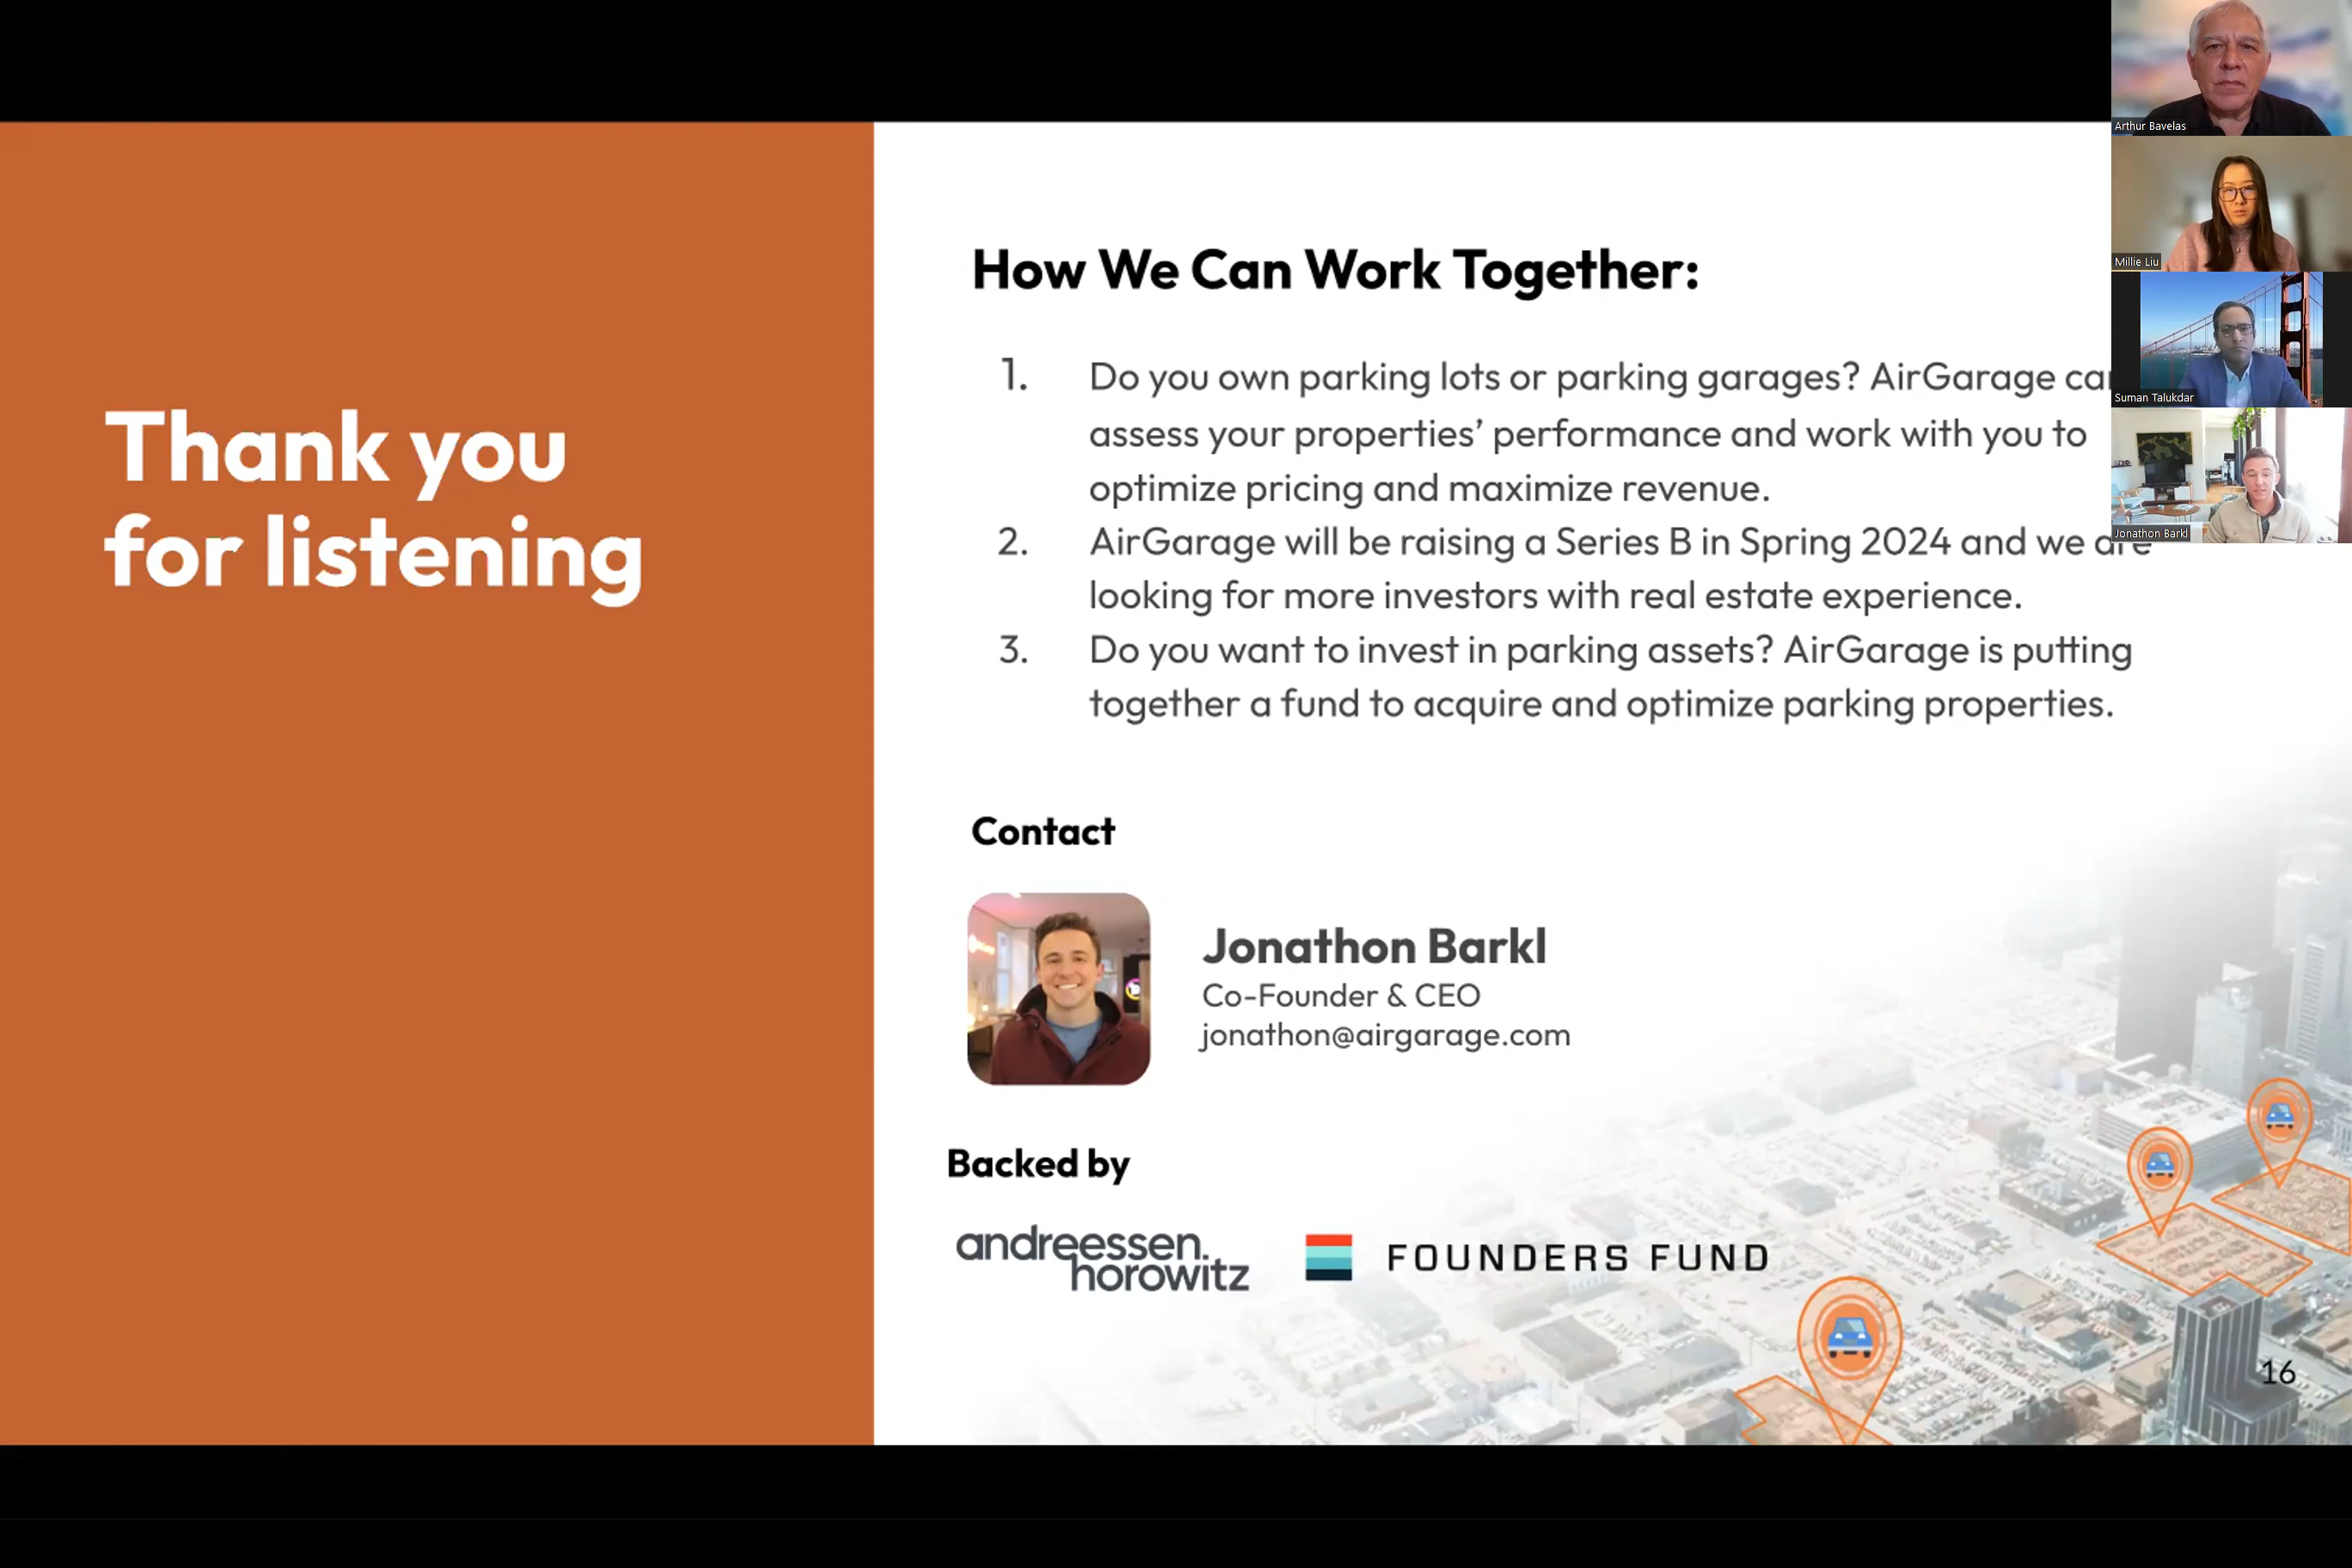 Thank you
for listening
How We Can Work Together:
1. Do you own parking lots or parking garages? AirGarage can
assess your properties’ performance and work with you to
optimize pricing and maximize revenue.
2. AirGarage will be raising a Series B in Spring 2024 and we are
looking for more investors with real estate experience.
3. Do you want to invest in parking assets? AirGarage is putting
together a fund to acquire and optimize parking properties.
Contact
Jonathon Barkl
Co-Founder & CEO
jonathon@airgarage.com
Backed by
andreessen.
horowitz
FOUNDERS FUND
16
Arthur Bavelas
Millie Liu
Suman Talukdar
Jonathon Barkl